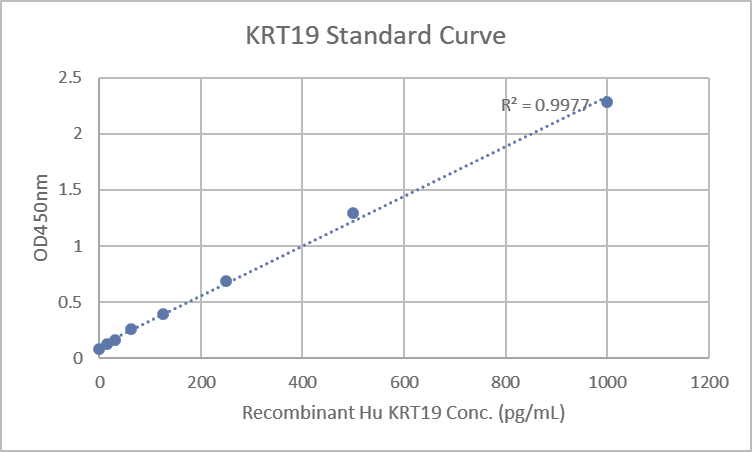 KRT19 Standard Curve
2.5
R² = 0.9977
2
1.5
1
0.5
0
OD450nm
0 200 400 600 800 1000 1200
Recombinant Hu KRT19 Conc. (pg/mL)